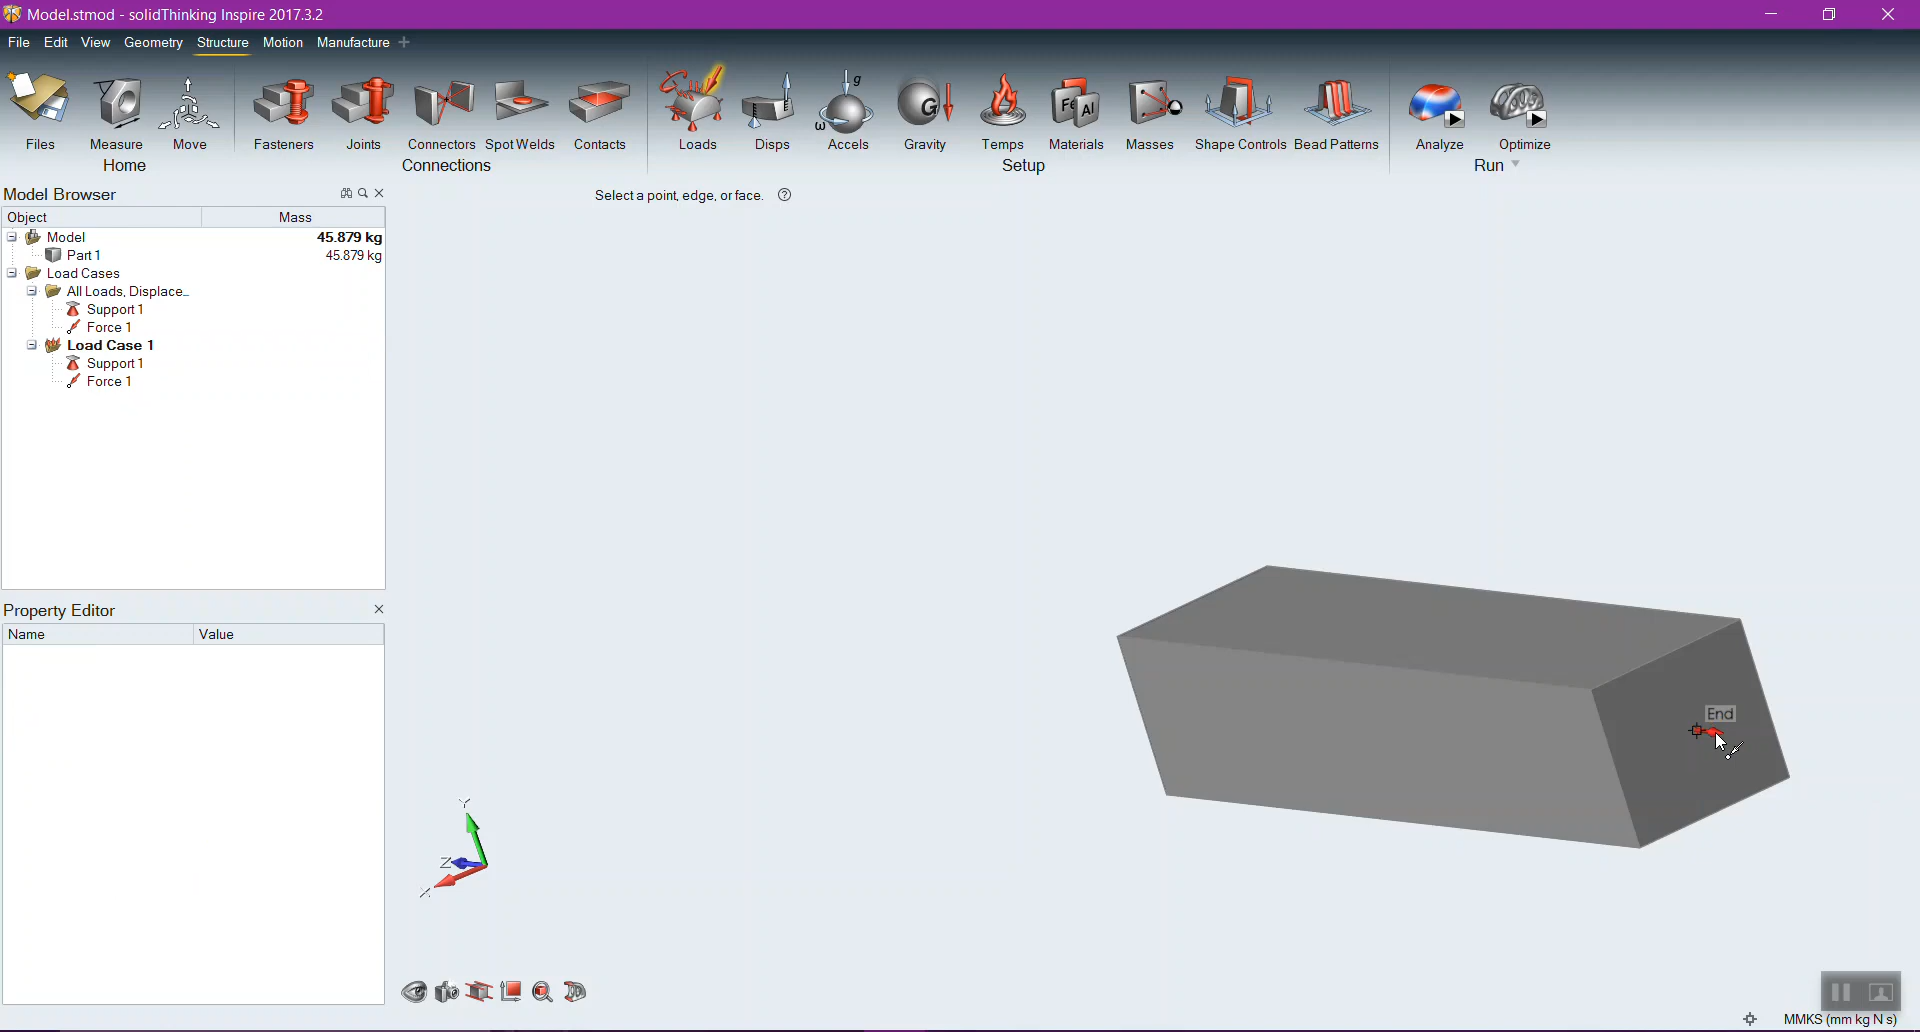 Model.stmod - solidThinking Inspire 2017.3.2
File Edit View Geometry Structure Motion Manufacture
Files Measure Move Fasteners Joints Connectors Spot Welds Contacts Loads Disps Accels Gravity Temps Materials Masses Shape Controls Bead Patterns Analyze Optimize
Home Connections Setup Run
Model Browser
Select a point, edge, or face.
Object Mass
Model 45.879 kg
Part 1 45.879 kg
Load Cases
All Loads, Displace...
Support 1
Force 1
Load Case 1
Support 1
Force 1
Property Editor
Name Value
End
Y
Z
X
MMKS (mm kg N s)